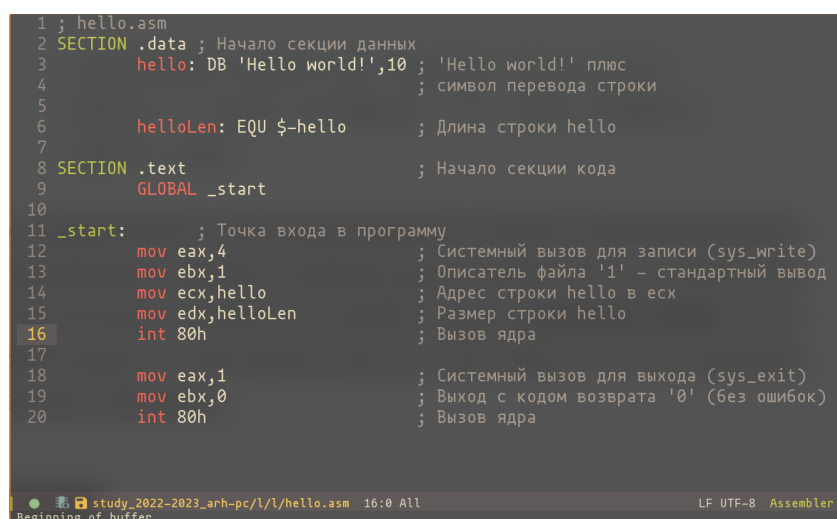 1 ; hello.asm
2 SECTION .data ; Начало секции данных
3 hello: DB 'Hello world!',10 ; 'Hello world!' плюс
4 ; символ перевода строки
5
6 helloLen: EQU $-hello ; Длина строки hello
7
8 SECTION .text ; Начало секции кода
9 GLOBAL _start
10
11 _start: ; Точка входа в программу
12 mov eax,4 ; Системный вызов для записи (sys_write)
13 mov ebx,1 ; Описатель файла '1' – стандартный вывод
14 mov ecx,hello ; Адрес строки hello в ecx
15 mov edx,helloLen ; Размер строки hello
16 int 80h ; Вызов ядра
17
18 mov eax,1 ; Системный вызов для выхода (sys_exit)
19 mov ebx,0 ; Выход с кодом возврата '0' (без ошибок)
20 int 80h ; Вызов ядра
study_2022-2023_arh-pc/l/l/hello.asm 16:0 All LF UTF-8 Assembler
Beginning of buffer